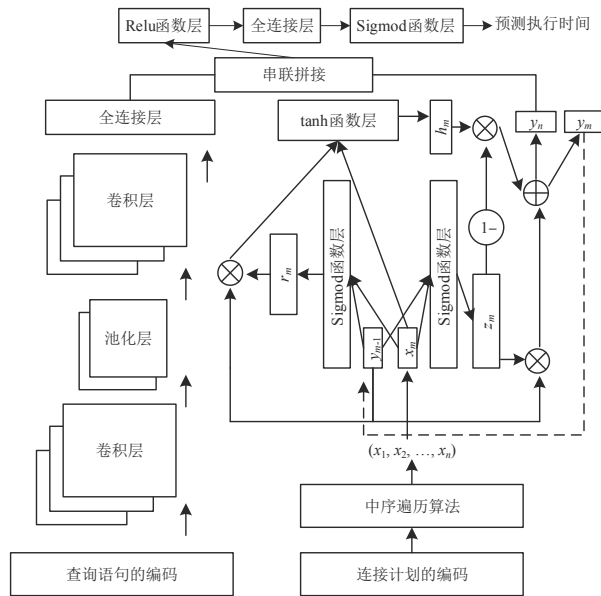 Relu函数层
全连接层
Sigmod函数层
预测执行时间
串联拼接
全连接层
tanh函数层
h_m
y_n
y_m
卷积层
1-
Sigmod函数层
Sigmod函数层
r_m
z_m
池化层
y_{m-1}
x_m
卷积层
(x_1, x_2, …, x_n)
中序遍历算法
查询语句的编码
连接计划的编码